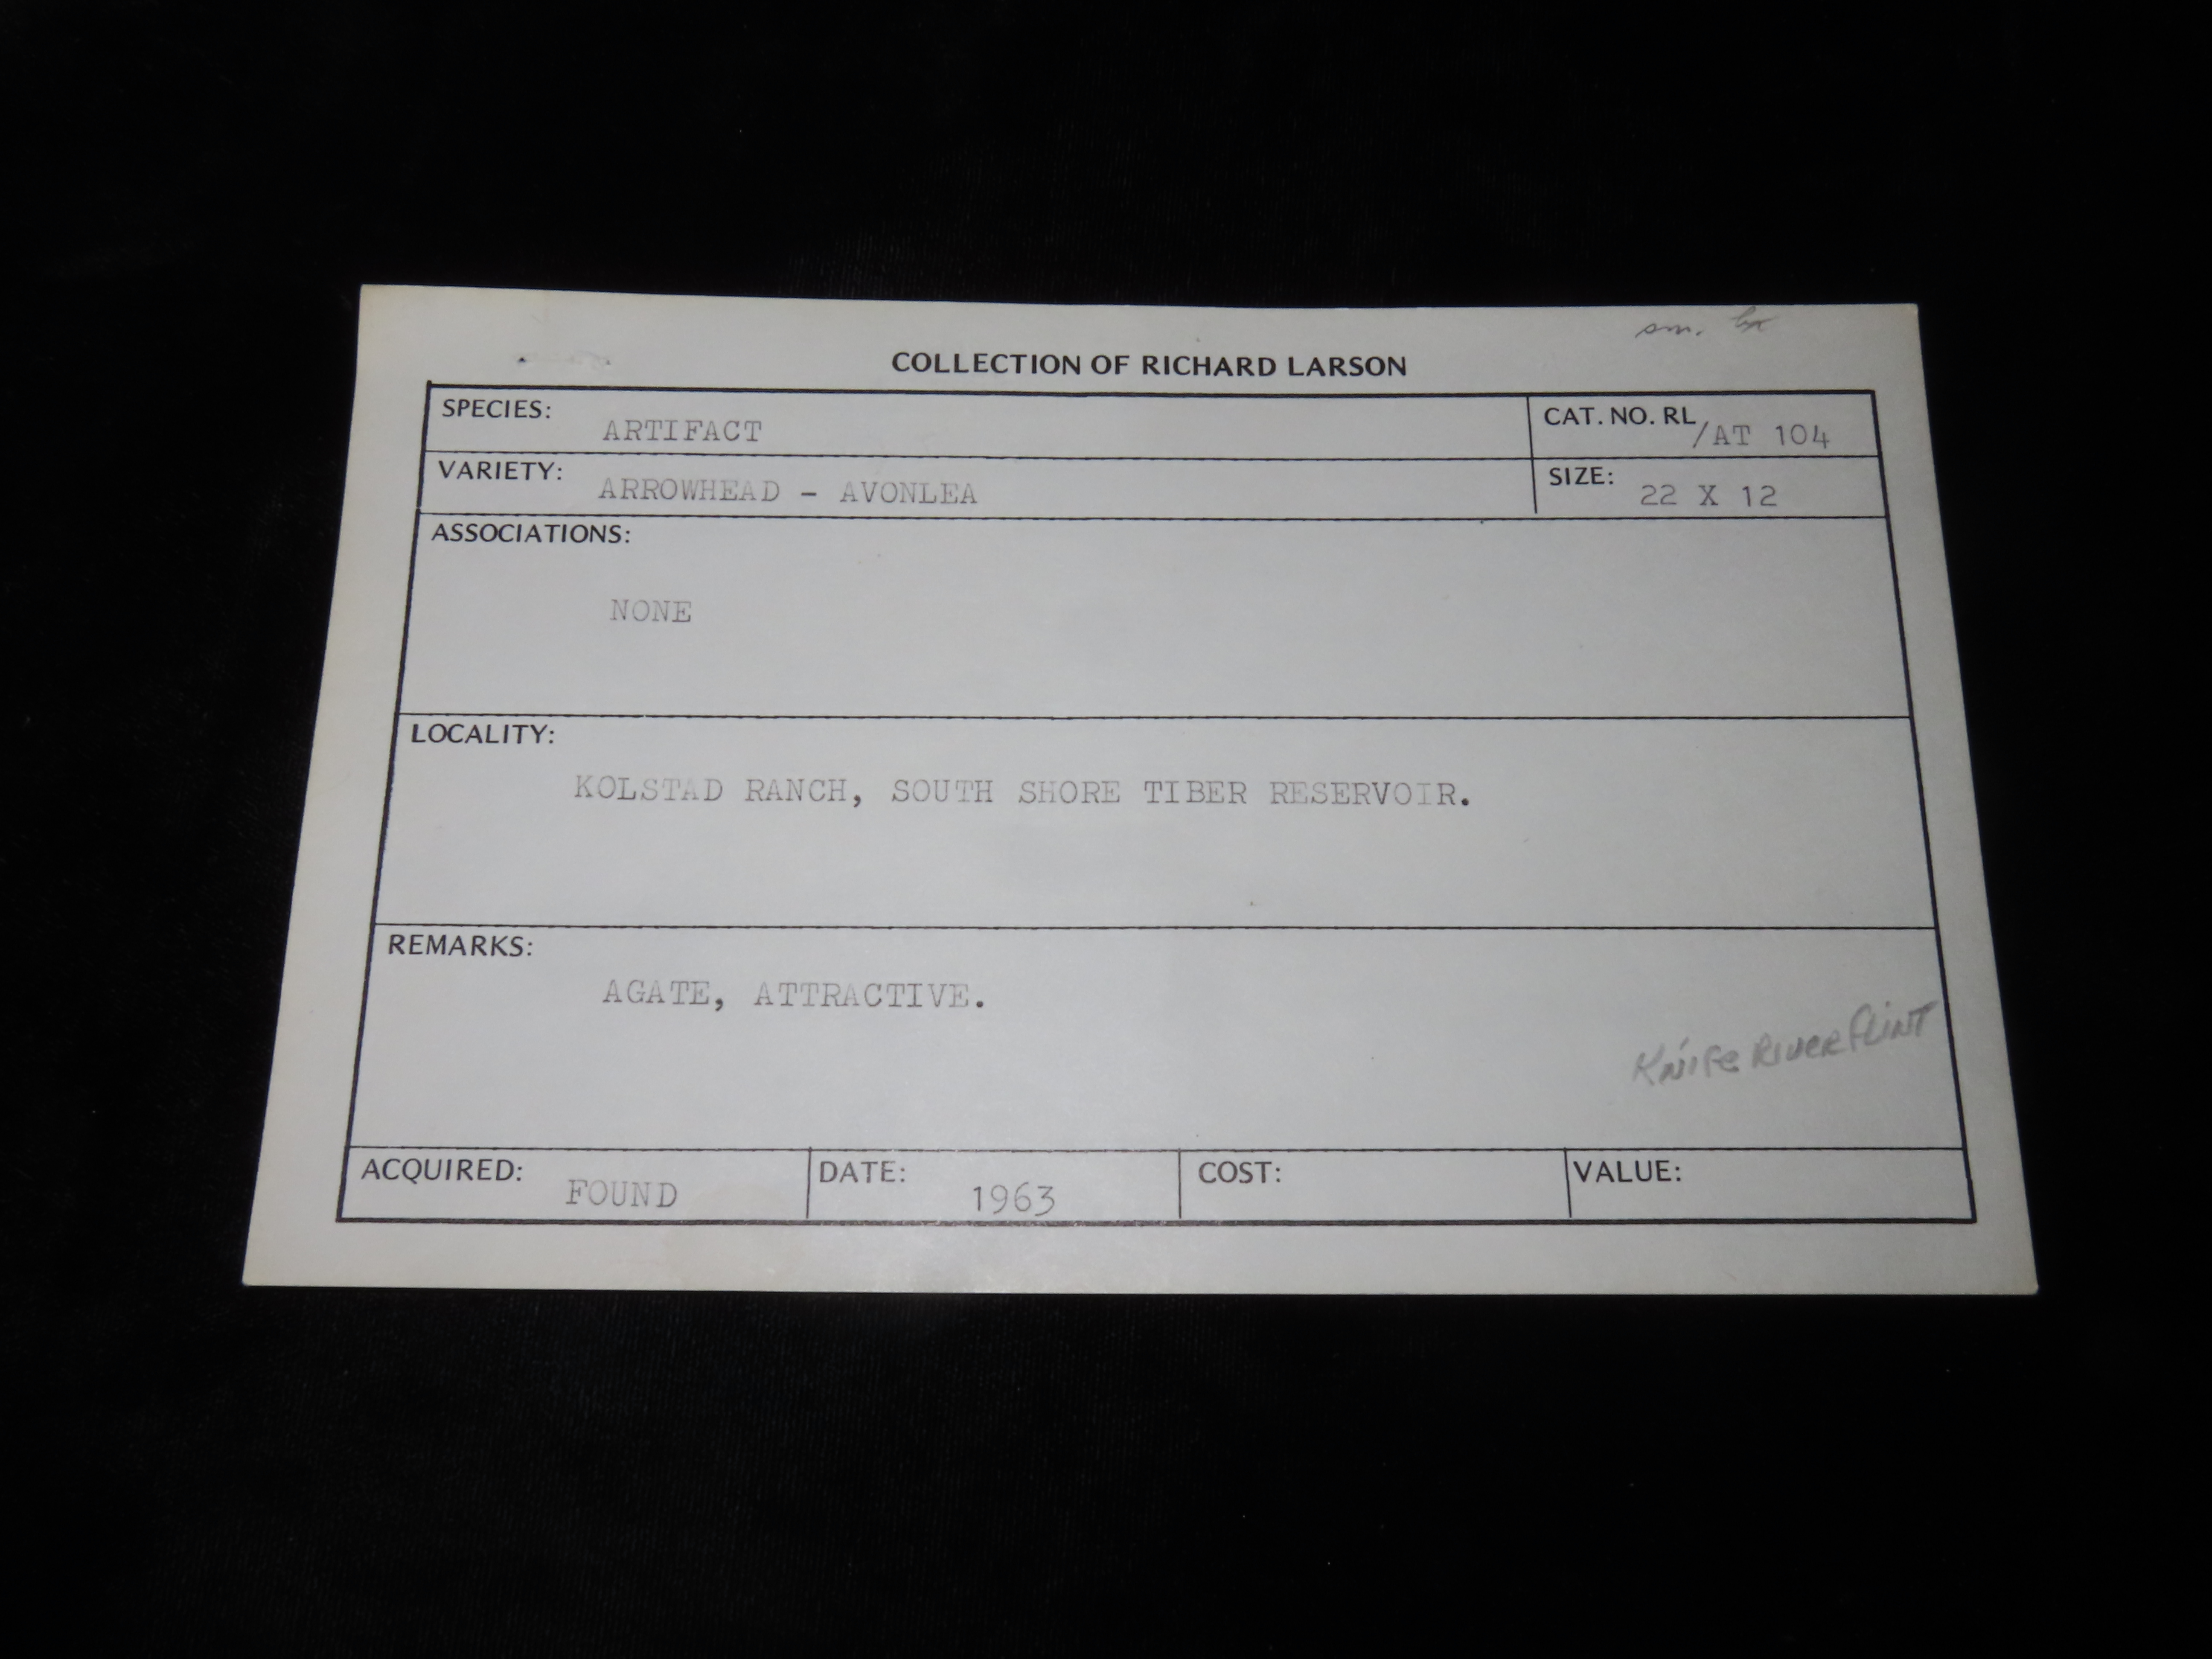 sm. bx
COLLECTION OF RICHARD LARSON
SPECIES: ARTIFACT
CAT. NO. RL /AT 104
VARIETY: ARROWHEAD - AVONLEA
SIZE: 22 X 12
ASSOCIATIONS:
NONE
LOCALITY:
KOLSTAD RANCH, SOUTH SHORE TIBER RESERVOIR.
REMARKS:
AGATE, ATTRACTIVE.
Knife River Flint
ACQUIRED: FOUND
DATE: 1963
COST:
VALUE: